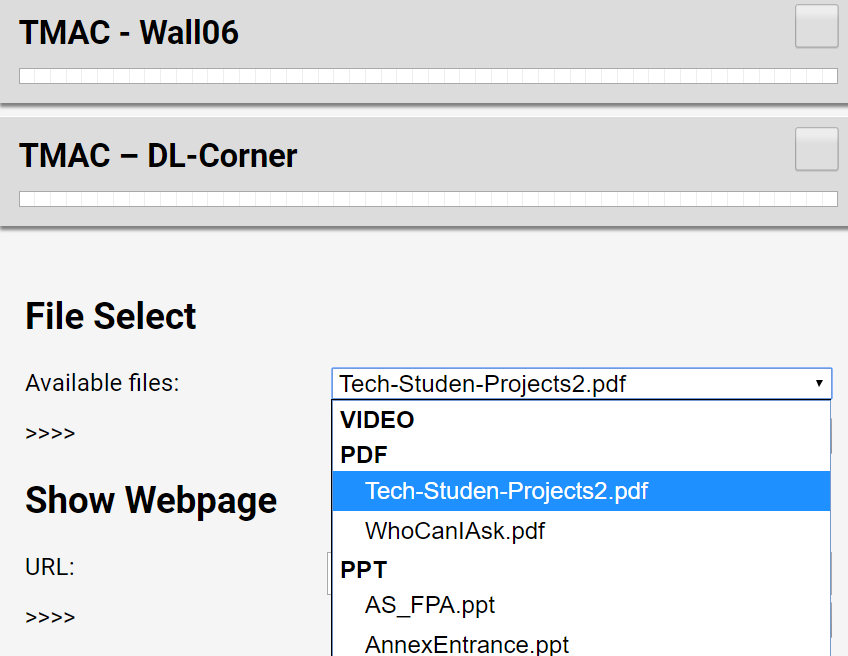 TMAC - Wall06
TMAC – DL-Corner
File Select
Available files:
Tech-Studen-Projects2.pdf
>>>>
VIDEO
PDF
Tech-Studen-Projects2.pdf
WhoCanIAsk.pdf
PPT
AS_FPA.ppt
AnnexEntrance.ppt
Show Webpage
URL:
>>>>